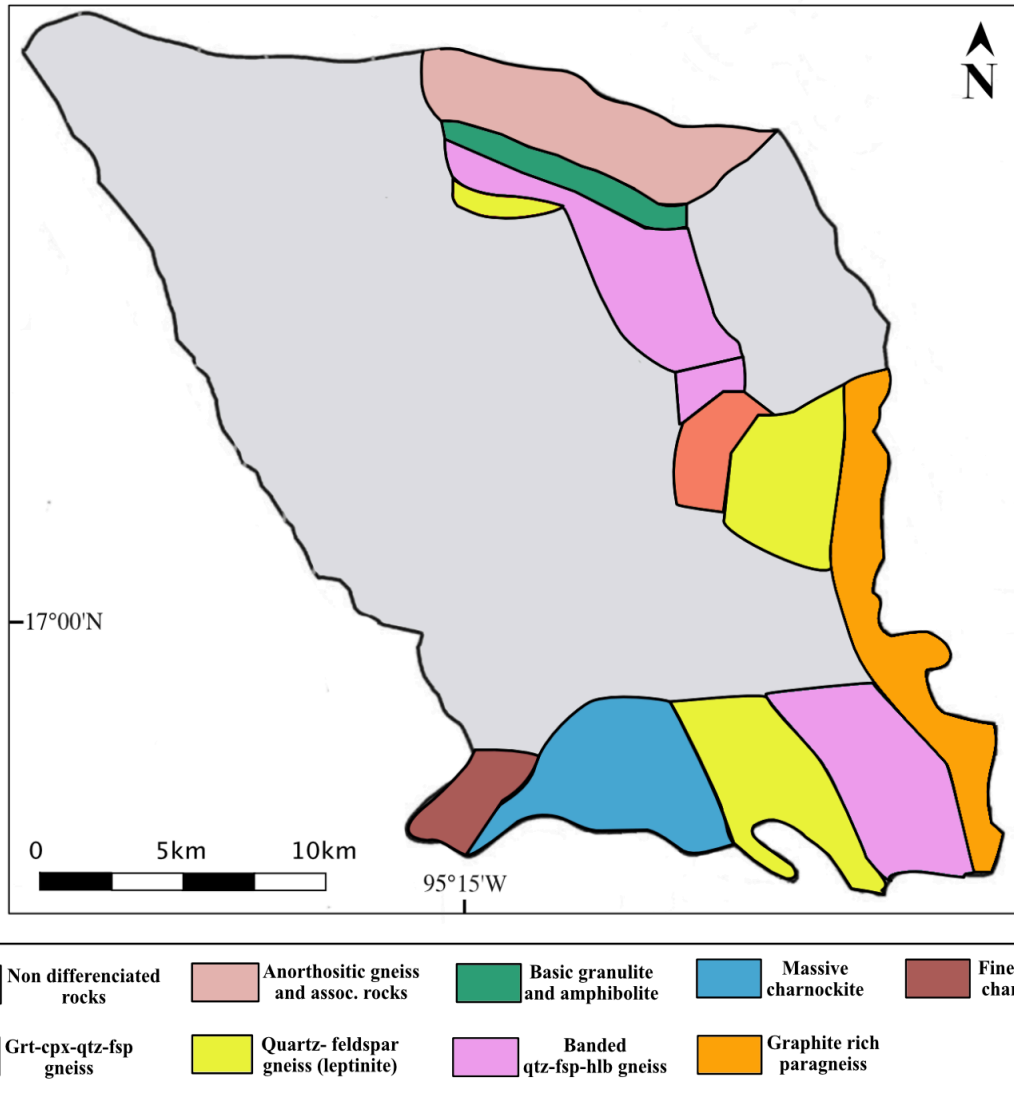 N
17°00'N
0 5km 10km
95°15'W
Non differenciated
rocks
Anorthositic gneiss
and assoc. rocks
Basic granulite
and amphibolite
Massive
charnockite
Fine
char
Grt-cpx-qtz-fsp
gneiss
Quartz- feldspar
gneiss (leptinite)
Banded
qtz-fsp-hlb gneiss
Graphite rich
paragneiss